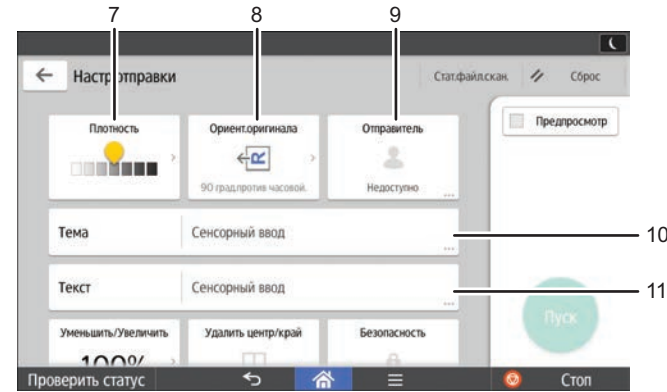 7 8 9
← Настр.отправки Стат.файл.скан. Сброс
Плотность Ориент.оригинала Отправитель Предпросмотр
R
90 град.против часовой. Недоступно ...
Тема Сенсорный ввод ... 10
Текст Сенсорный ввод ... 11
Пуск
Уменьшить/Увеличить Удалить центр/край Безопасность
100%
Проверить статус Стоп